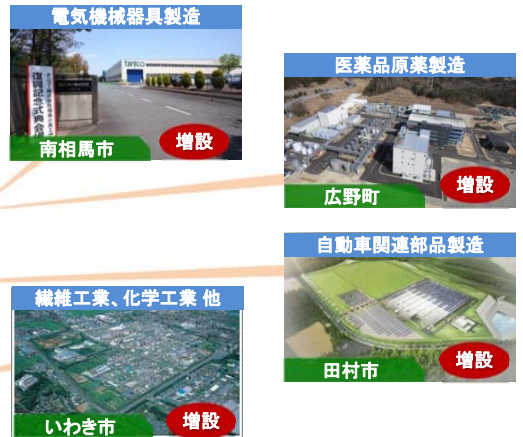 電気機械器具製造
南相馬市
増設
医薬品原薬製造
広野町
増設
自動車関連部品製造
田村市
増設
繊維工業、化学工業 他
いわき市
増設